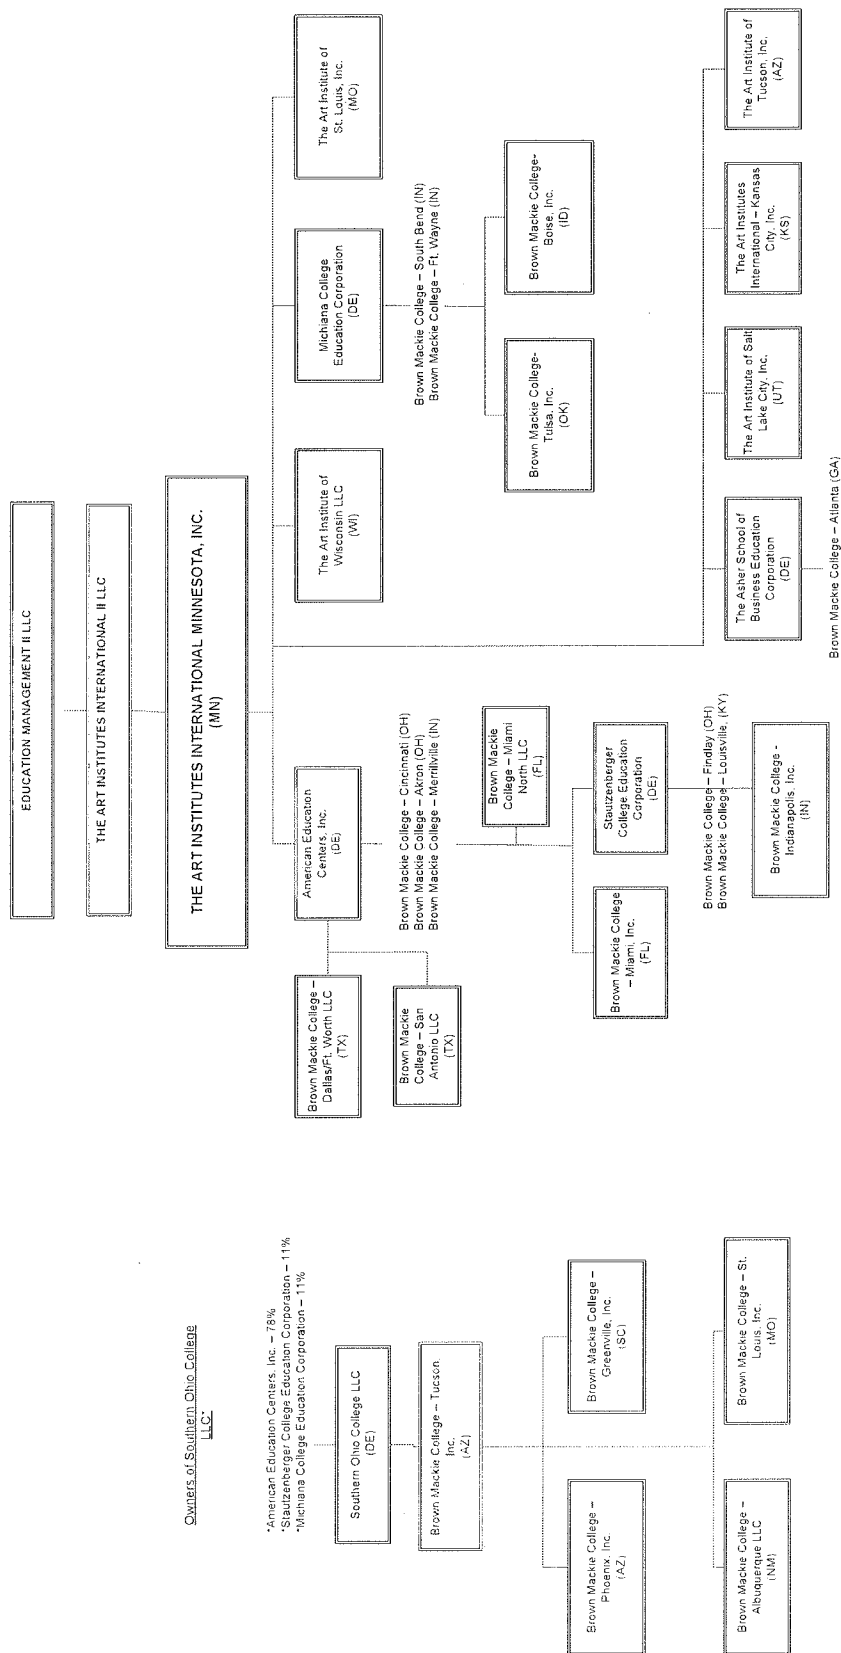 EDUCATION MANAGEMENT II LLC
THE ART INSTITUTES INTERNATIONAL II LLC
THE ART INSTITUTES INTERNATIONAL MINNESOTA, INC.
(MN)
Owners of Southern Ohio College
LLC*
*American Education Centers, Inc. – 78%
*Stautzenberger College Education Corporation – 11%
*Michiana College Education Corporation – 11%
Southern Ohio College LLC
(DE)
Brown Mackie College – Tucson,
Inc.
(AZ)
Brown Mackie College –
Phoenix, Inc.
(AZ)
Brown Mackie College –
Greenville, Inc.
(SC)
Brown Mackie College –
Albuquerque LLC
(NM)
Brown Mackie College – St.
Louis, Inc.
(MO)
Brown Mackie College –
Dallas/Ft. Worth LLC
(TX)
Brown Mackie
College – San
Antonio LLC
(TX)
American Education
Centers, Inc.
(DE)
Brown Mackie College – Cincinnati (OH)
Brown Mackie College – Akron (OH)
Brown Mackie College – Merrillville (IN)
Brown Mackie
College – Miami
North LLC
(FL)
Brown Mackie College
– Miami, Inc.
(FL)
Stautzenberger
College Education
Corporation
(DE)
Brown Mackie College – Findlay (OH)
Brown Mackie College – Louisville, (KY)
Brown Mackie College -
Indianapolis, Inc.
(IN)
The Art Institute of
Wisconsin LLC
(WI)
Michiana College
Education Corporation
(DE)
Brown Mackie College – South Bend (IN)
Brown Mackie College – Ft. Wayne (IN)
Brown Mackie College-
Tulsa, Inc.
(OK)
Brown Mackie College-
Boise, Inc.
(ID)
The Art Institute of
St. Louis, Inc.
(MO)
The Asher School of
Business Education
Corporation
(DE)
Brown Mackie College – Atlanta (GA)
The Art Institute of Salt
Lake City, Inc.
(UT)
The Art Institutes
International – Kansas
City, Inc.
(KS)
The Art Institute of
Tucson, Inc.
(AZ)